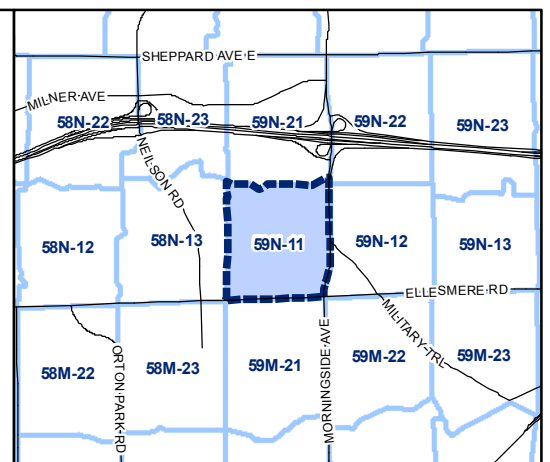 SHEPPARD AVE E
MILNER AVE
58N-22
58N-23
59N-21
59N-22
59N-23
NEILSON RD
58N-12
58N-13
59N-11
59N-12
59N-13
ELLESMERE RD
MILITARY TRL
MORNINGSIDE AVE
ORTON PARK RD
58M-22
58M-23
59M-21
59M-22
59M-23